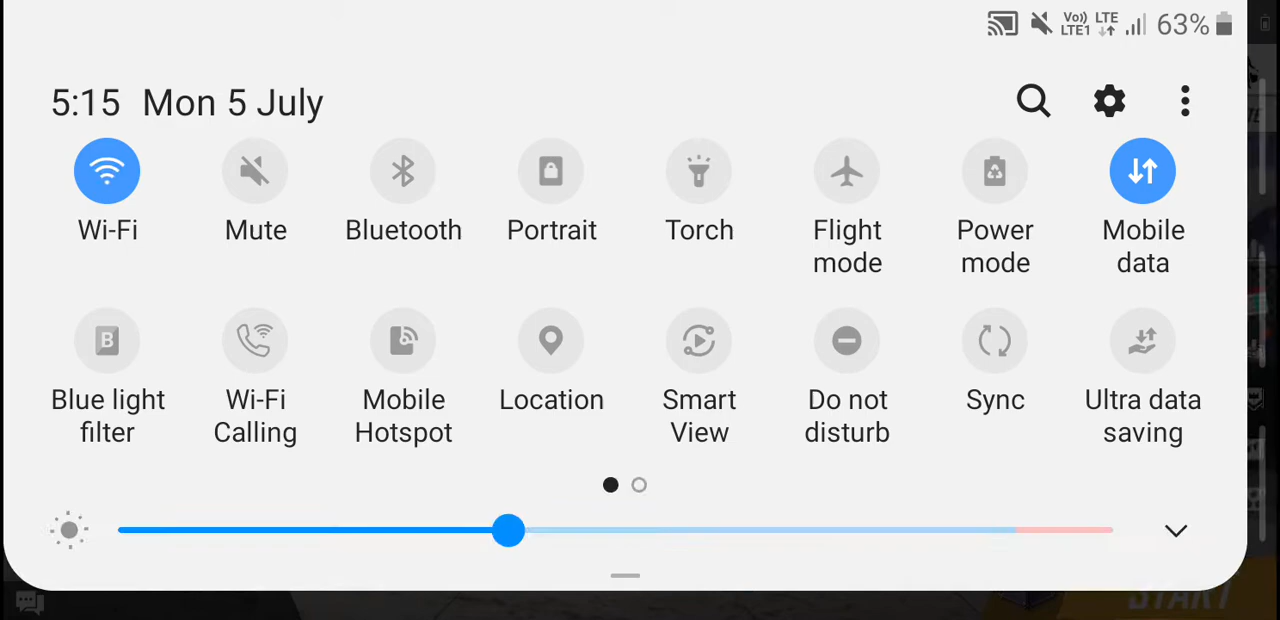 Vo)) LTE
LTE1
63%
5:15 Mon 5 July
Wi-Fi
Mute
Bluetooth
Portrait
Torch
Flight
mode
Power
mode
Mobile
data
B
Blue light
filter
Wi-Fi
Calling
Mobile
Hotspot
Location
Smart
View
Do not
disturb
Sync
Ultra data
saving
START